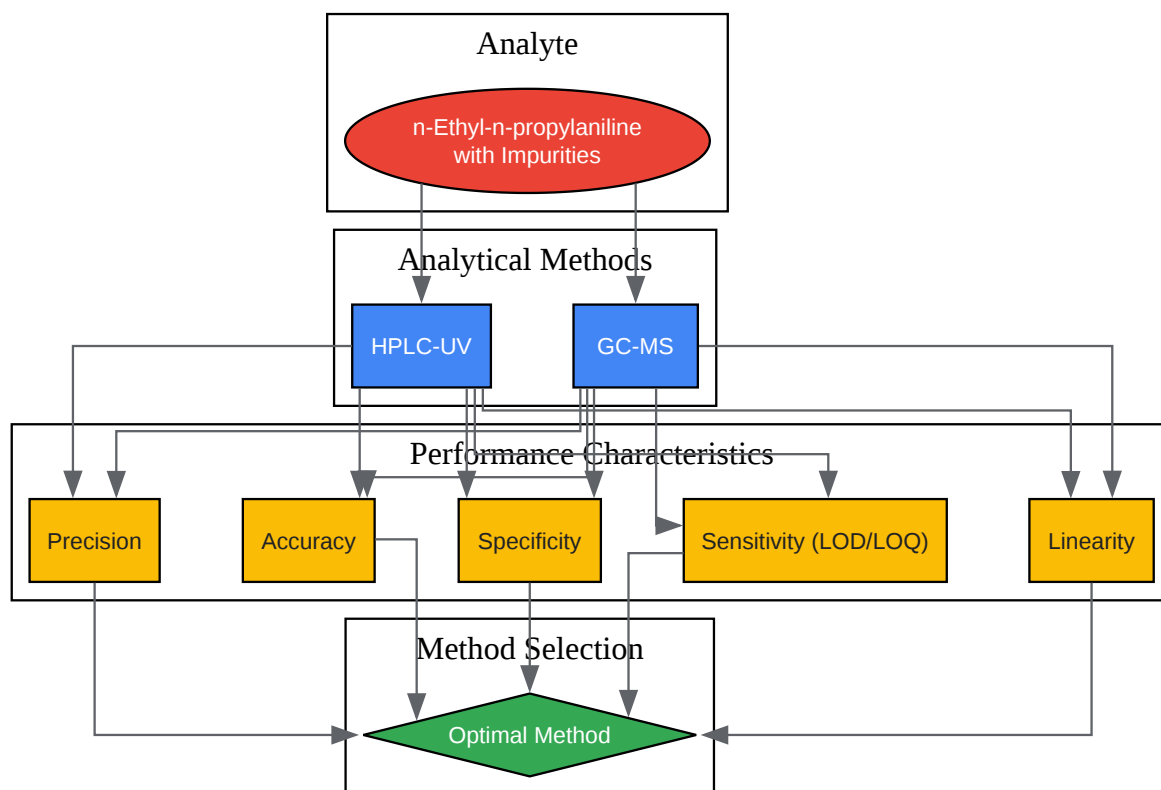 Analyte
n-Ethyl-n-propylaniline
with Impurities
Analytical Methods
HPLC-UV
GC-MS
Performance Characteristics
Precision
Accuracy
Specificity
Sensitivity (LOD/LOQ)
Linearity
Method Selection
Optimal Method